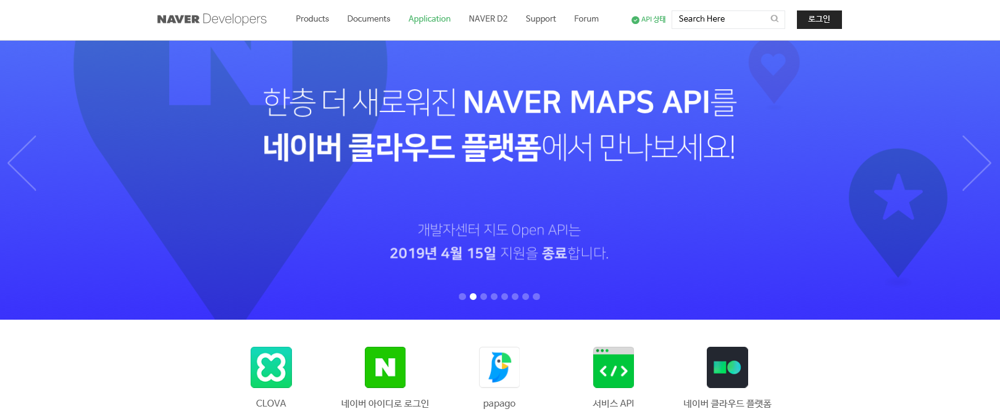 NAVER Developers Products Documents Application NAVER D2 Support Forum API 상태 Search Here 로그인
한층 더 새로워진 NAVER MAPS API를
네이버 클라우드 플랫폼에서 만나보세요!
개발자센터 지도 Open API는
2019년 4월 15일 지원을 종료합니다.
CLOVA 네이버 아이디로 로그인 papago 서비스 API 네이버 클라우드 플랫폼